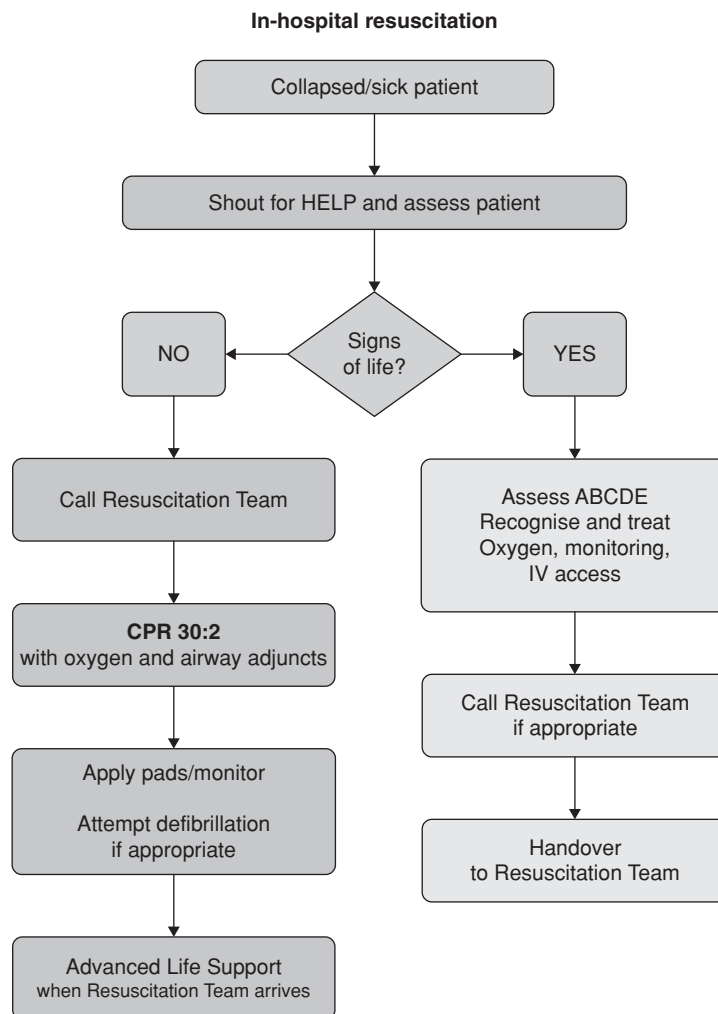 In-hospital resuscitation
Collapsed/sick patient
Shout for HELP and assess patient
Signs
of life?
NO
YES
Call Resuscitation Team
CPR 30:2
with oxygen and airway adjuncts
Apply pads/monitor
Attempt defibrillation
if appropriate
Advanced Life Support
when Resuscitation Team arrives
Assess ABCDE
Recognise and treat
Oxygen, monitoring,
IV access
Call Resuscitation Team
if appropriate
Handover
to Resuscitation Team